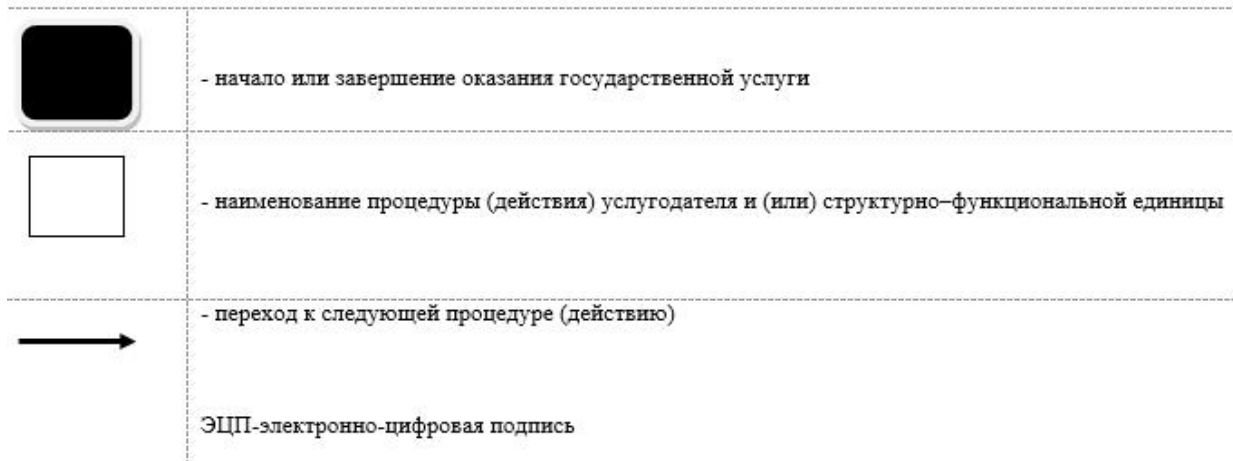 - начало или завершение оказания государственной услуги
- наименование процедуры (действия) услугодателя и (или) структурно–функциональной единицы
- переход к следующей процедуре (действию)
ЭЦП-электронно-цифровая подпись